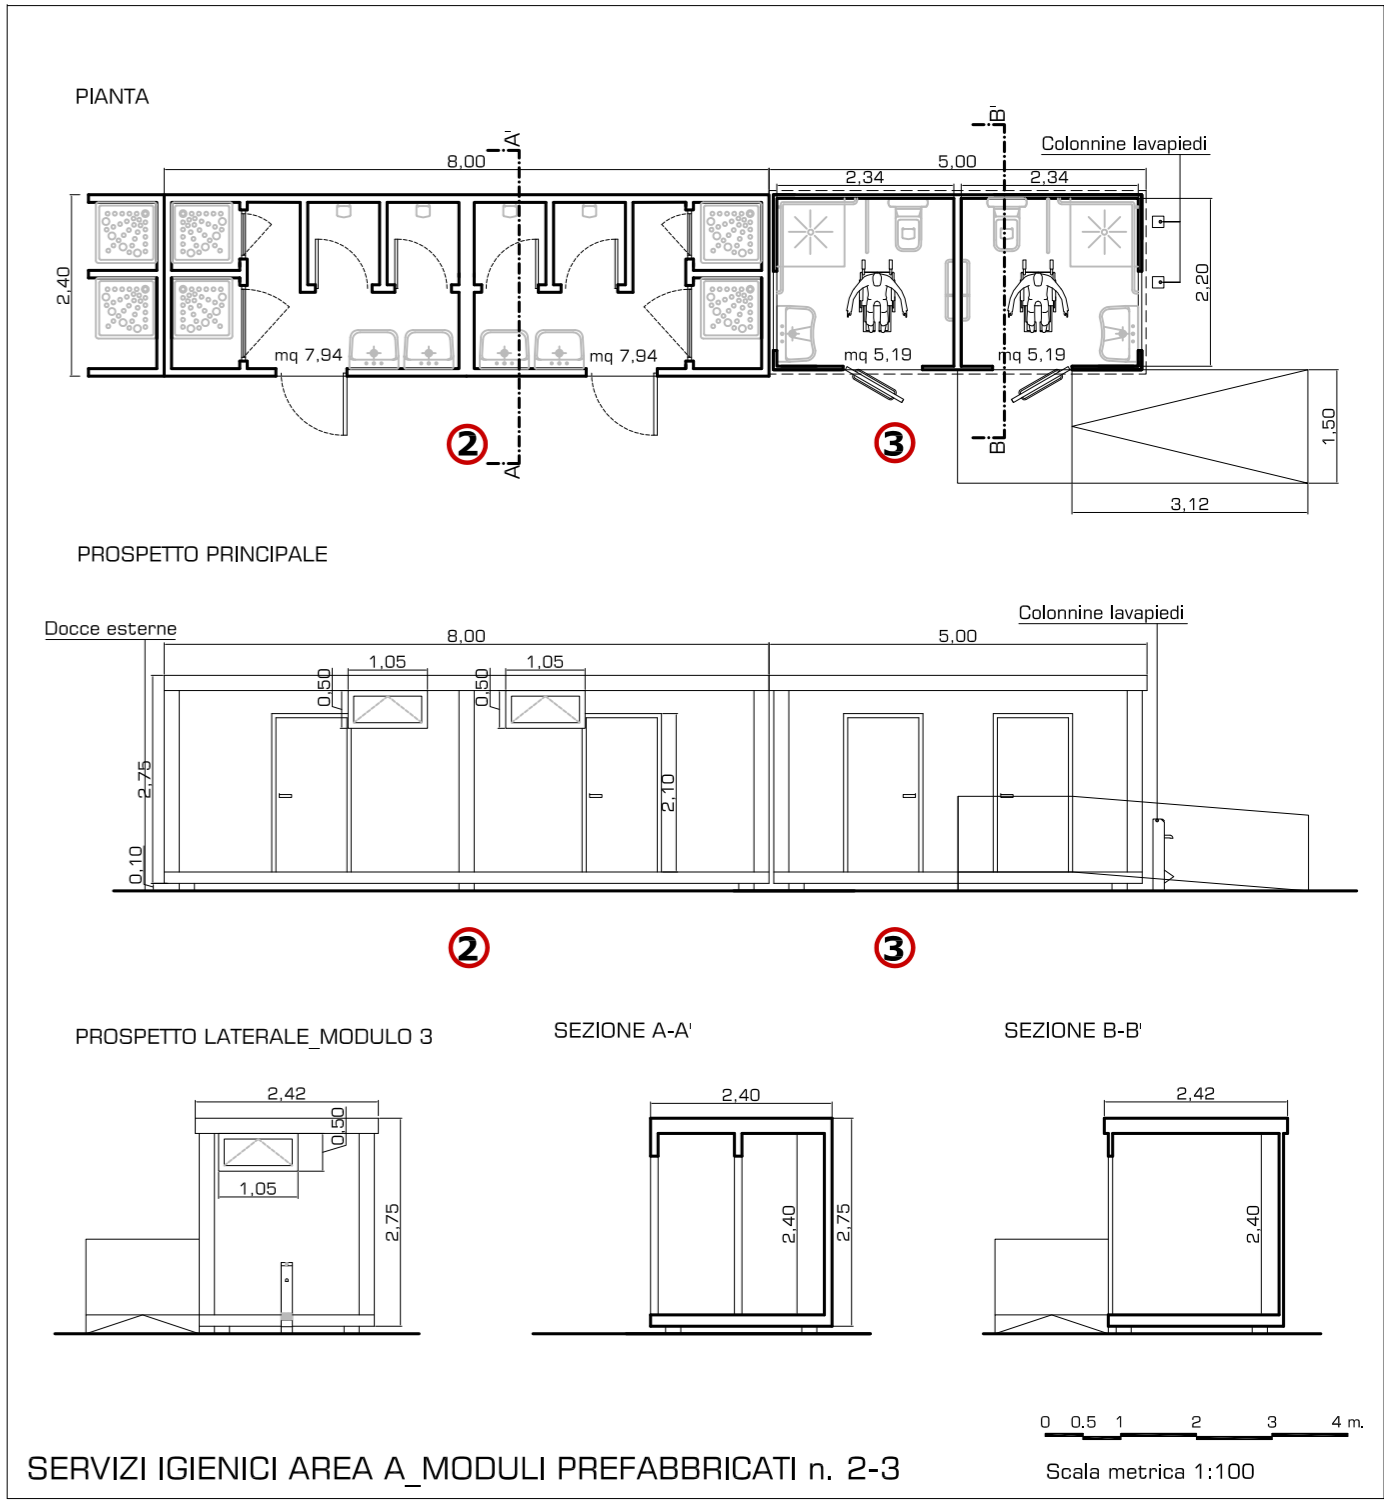 PIANTA
A'
B'
Colonnine lavapiedi
8,00
5,00
2,34
2,34
2,40
2,20
mq 7,94
mq 7,94
mq 5,19
mq 5,19
2
3
A
B
1,50
3,12
PROSPETTO PRINCIPALE
Docce esterne
Colonnine lavapiedi
8,00
5,00
1,05
1,05
0,50
0,50
2,75
2,10
0,10
2
3
PROSPETTO LATERALE_MODULO 3
SEZIONE A-A'
SEZIONE B-B'
2,42
2,40
2,42
0,50
1,05
2,75
2,40
2,75
2,40
0 0.5 1 2 3 4 m.
SERVIZI IGIENICI AREA A_MODULI PREFABBRICATI n. 2-3
Scala metrica 1:100